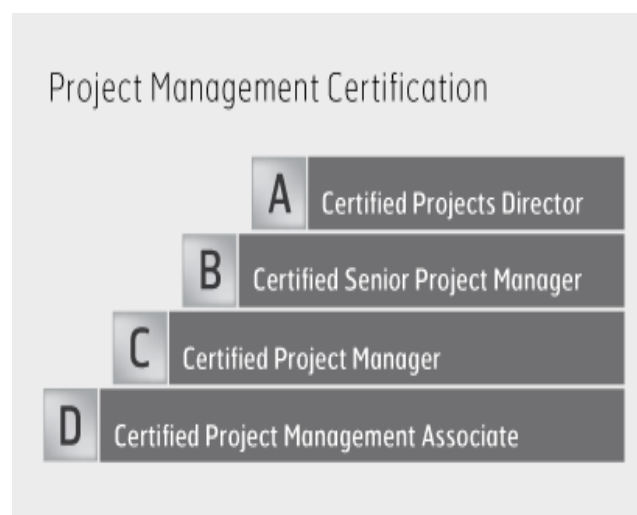 Project Management Certification
A Certified Projects Director
B Certified Senior Project Manager
C Certified Project Manager
D Certified Project Management Associate